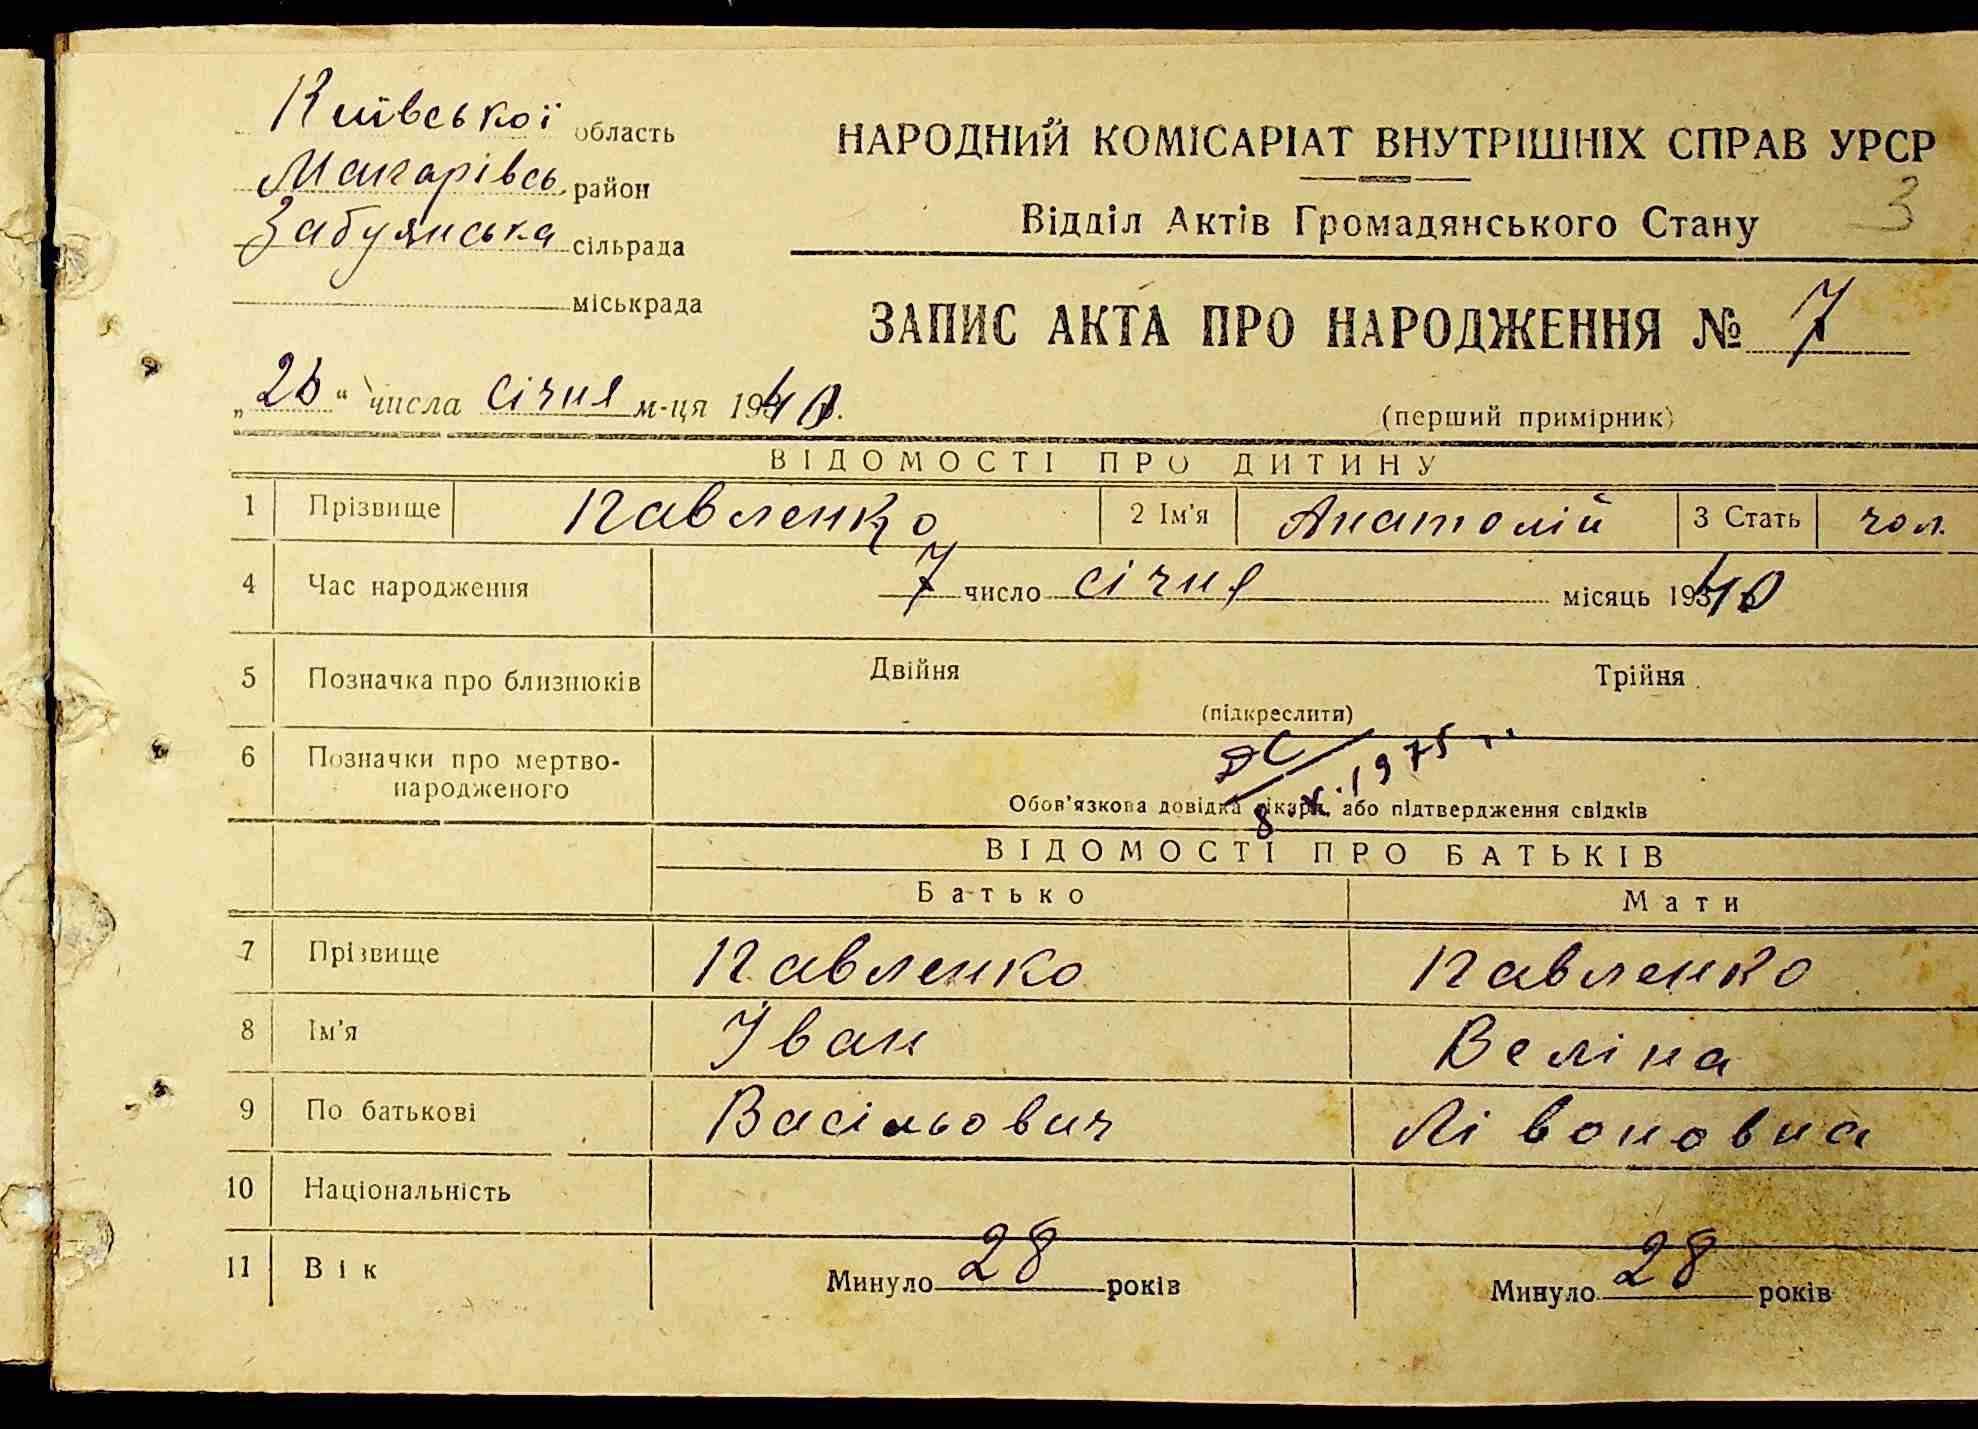 Київської область
Макарівсь район
Забуянська сільрада
міськрада
НАРОДНИЙ КОМІСАРІАТ ВНУТРІШНІХ СПРАВ УРСР
Відділ Актів Громадянського Стану
3
ЗАПИС АКТА ПРО НАРОДЖЕННЯ № 7
„26“ числа січня м-ця 1940.
(перший примірник)
ВІДОМОСТІ ПРО ДИТИНУ
1 Прізвище Павленко 2 Ім'я Анатолій 3 Стать чол.
4 Час народження 7 число січня місяць 1940
5 Позначка про близнюків Двійня Трійня
(підкреслити)
6 Позначки про мертво-
народженого
8.X.1975 г.
Обов'язкова довідка лікаря, або підтвердження свідків
ВІДОМОСТІ ПРО БАТЬКІВ
Батько Мати
7 Прізвище Павленко Павленко
8 Ім'я Іван Веліна
9 По батькові Васільович Лівоновна
10 Національність
11 Вік Минуло 28 років Минуло 28 років